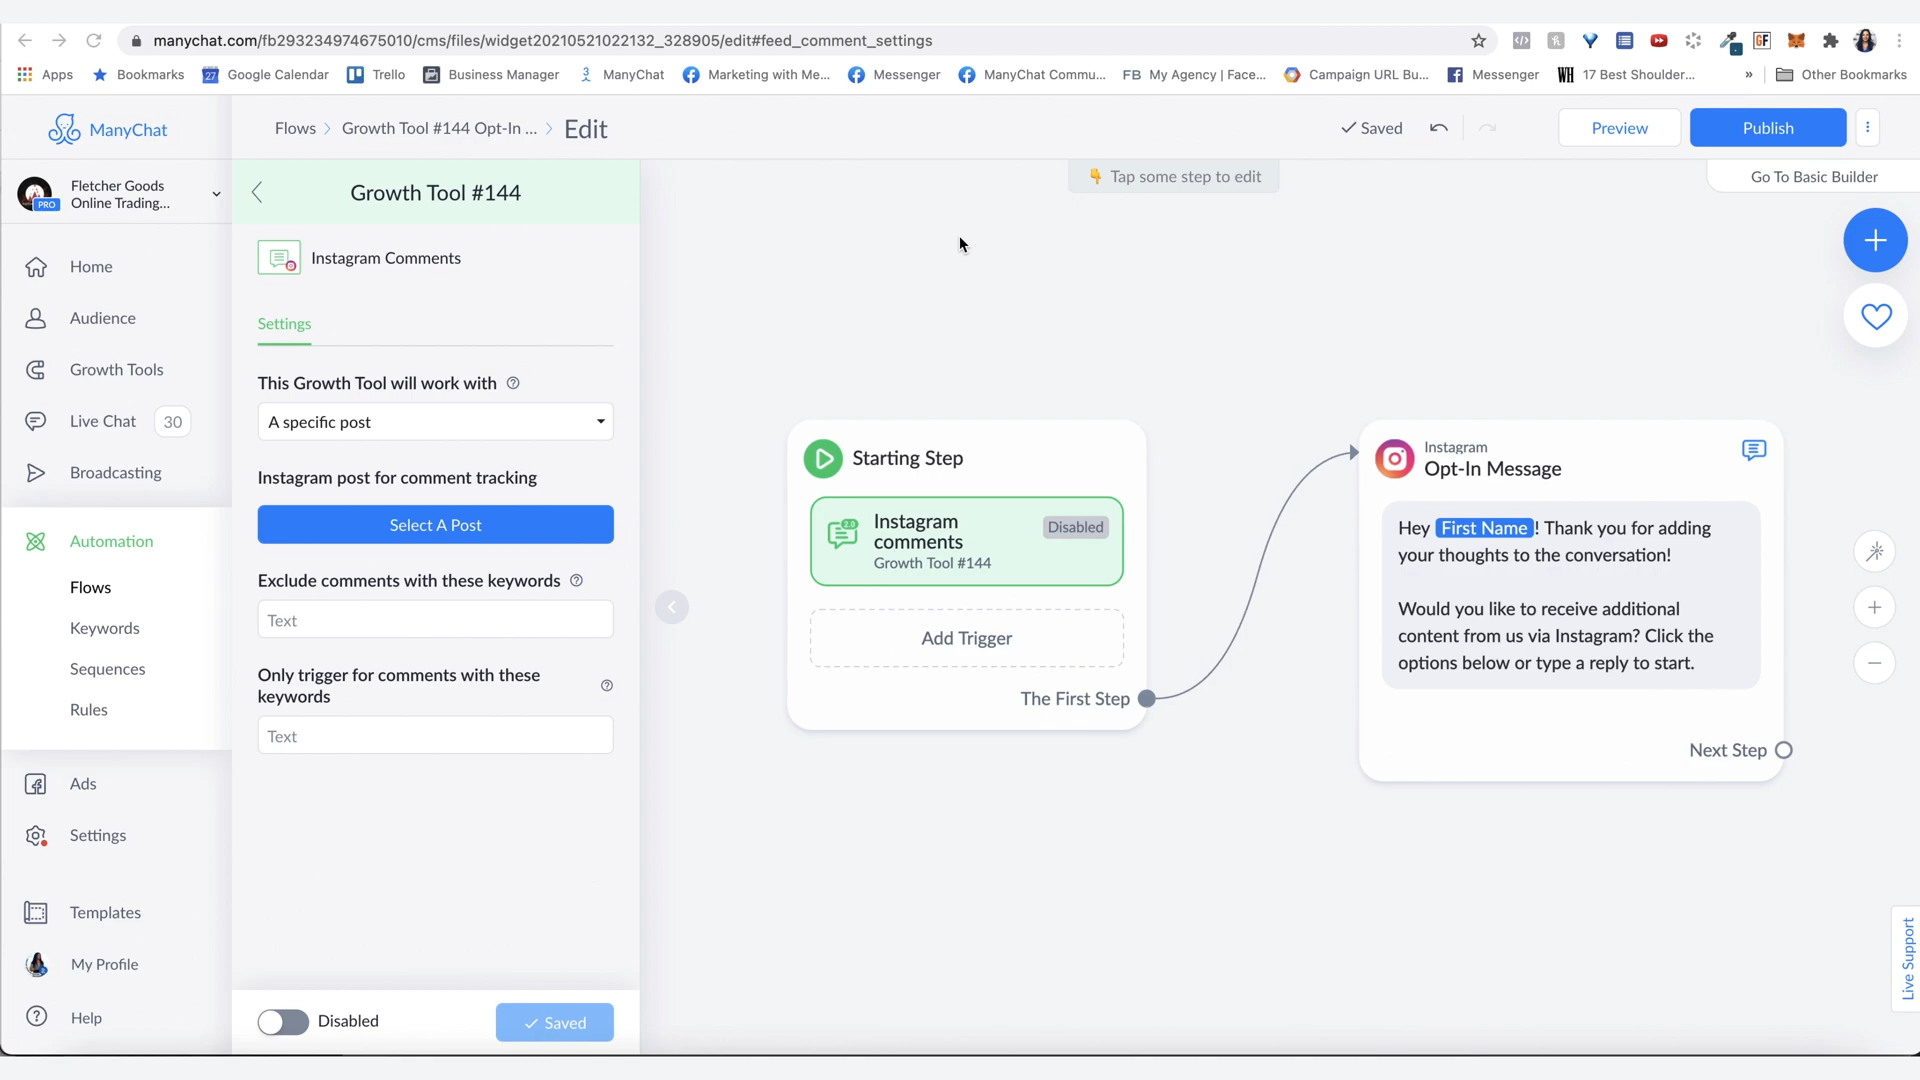 manychat.com/fb293234974675010/cms/files/widget20210521022132_328905/edit#feed_comment_settings
Apps
Bookmarks
27
Google Calendar
Trello
Business Manager
ManyChat
Marketing with Me...
Messenger
ManyChat Commu...
FB
My Agency | Face...
Campaign URL Bu...
Messenger
17 Best Shoulder...
»
Other Bookmarks
ManyChat
Flows
Growth Tool #144 Opt-In ...
Edit
Saved
Preview
Publish
Fletcher Goods
Online Trading...
PRO
Home
Audience
Growth Tools
Live Chat
30
Broadcasting
Automation
Flows
Keywords
Sequences
Rules
Ads
Settings
Templates
My Profile
Help
Growth Tool #144
Instagram Comments
Settings
This Growth Tool will work with
A specific post
Instagram post for comment tracking
Select A Post
Exclude comments with these keywords
Text
Only trigger for comments with these
keywords
Text
Disabled
Saved
Tap some step to edit
Go To Basic Builder
Starting Step
2.0
Instagram
comments
Disabled
Growth Tool #144
Add Trigger
The First Step
Instagram
Opt-In Message
Hey First Name! Thank you for adding
your thoughts to the conversation!
Would you like to receive additional
content from us via Instagram? Click the
options below or type a reply to start.
Next Step
Live Support